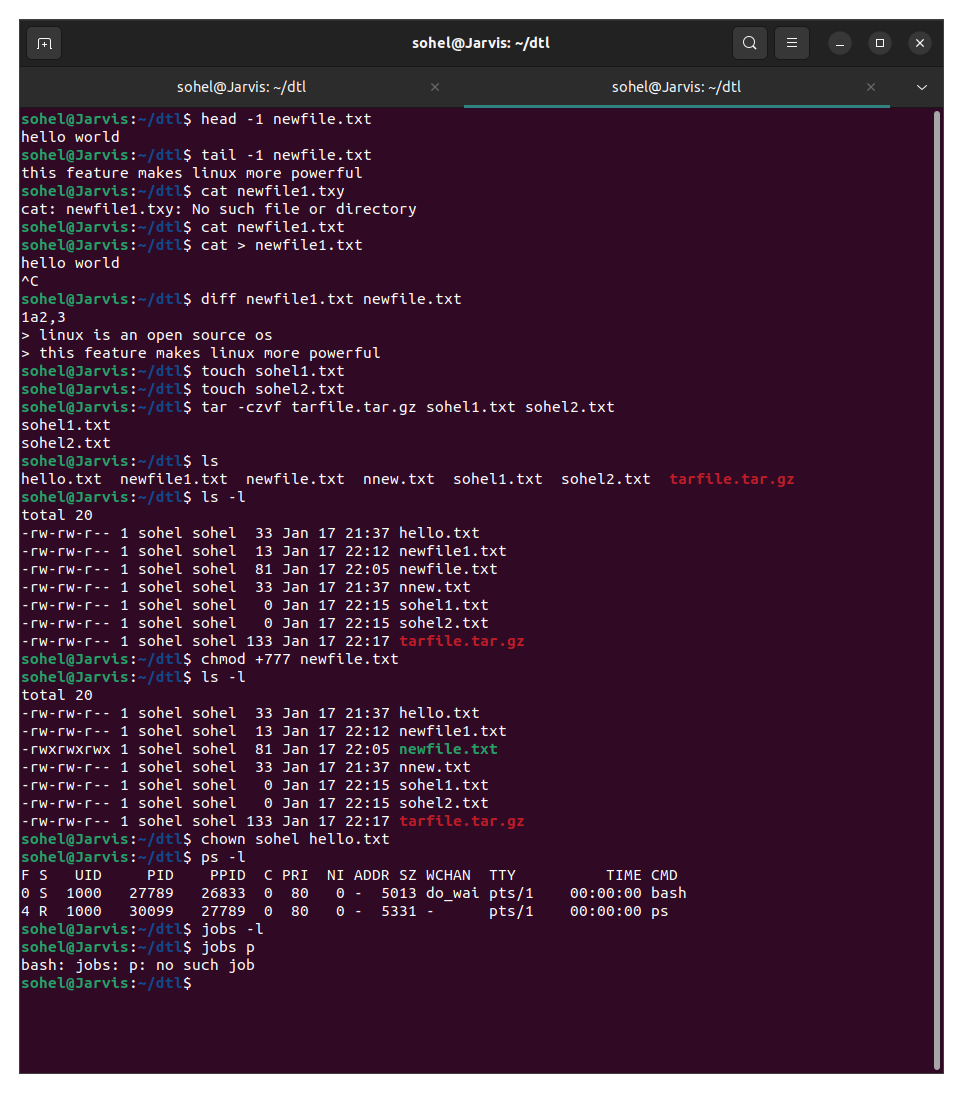 sohel@Jarvis: ~/dtl
sohel@Jarvis: ~/dtl
sohel@Jarvis: ~/dtl
sohel@Jarvis:~/dtl$ head -1 newfile.txt
hello world
sohel@Jarvis:~/dtl$ tail -1 newfile.txt
this feature makes linux more powerful
sohel@Jarvis:~/dtl$ cat newfile1.txy
cat: newfile1.txy: No such file or directory
sohel@Jarvis:~/dtl$ cat newfile1.txt
sohel@Jarvis:~/dtl$ cat > newfile1.txt
hello world
^C
sohel@Jarvis:~/dtl$ diff newfile1.txt newfile.txt
1a2,3
> linux is an open source os
> this feature makes linux more powerful
sohel@Jarvis:~/dtl$ touch sohel1.txt
sohel@Jarvis:~/dtl$ touch sohel2.txt
sohel@Jarvis:~/dtl$ tar -czvf tarfile.tar.gz sohel1.txt sohel2.txt
sohel1.txt
sohel2.txt
sohel@Jarvis:~/dtl$ ls
hello.txt  newfile1.txt  newfile.txt  nnew.txt  sohel1.txt  sohel2.txt  tarfile.tar.gz
sohel@Jarvis:~/dtl$ ls -l
total 20
-rw-rw-r-- 1 sohel sohel  33 Jan 17 21:37 hello.txt
-rw-rw-r-- 1 sohel sohel  13 Jan 17 22:12 newfile1.txt
-rw-rw-r-- 1 sohel sohel  81 Jan 17 22:05 newfile.txt
-rw-rw-r-- 1 sohel sohel  33 Jan 17 21:37 nnew.txt
-rw-rw-r-- 1 sohel sohel   0 Jan 17 22:15 sohel1.txt
-rw-rw-r-- 1 sohel sohel   0 Jan 17 22:15 sohel2.txt
-rw-rw-r-- 1 sohel sohel 133 Jan 17 22:17 tarfile.tar.gz
sohel@Jarvis:~/dtl$ chmod +777 newfile.txt
sohel@Jarvis:~/dtl$ ls -l
total 20
-rw-rw-r-- 1 sohel sohel  33 Jan 17 21:37 hello.txt
-rw-rw-r-- 1 sohel sohel  13 Jan 17 22:12 newfile1.txt
-rwxrwxrwx 1 sohel sohel  81 Jan 17 22:05 newfile.txt
-rw-rw-r-- 1 sohel sohel  33 Jan 17 21:37 nnew.txt
-rw-rw-r-- 1 sohel sohel   0 Jan 17 22:15 sohel1.txt
-rw-rw-r-- 1 sohel sohel   0 Jan 17 22:15 sohel2.txt
-rw-rw-r-- 1 sohel sohel 133 Jan 17 22:17 tarfile.tar.gz
sohel@Jarvis:~/dtl$ chown sohel hello.txt
sohel@Jarvis:~/dtl$ ps -l
F S   UID     PID    PPID  C PRI  NI ADDR SZ WCHAN  TTY          TIME CMD
0 S  1000   27789   26833  0  80   0 -  5013 do_wai pts/1    00:00:00 bash
4 R  1000   30099   27789  0  80   0 -  5331 -      pts/1    00:00:00 ps
sohel@Jarvis:~/dtl$ jobs -l
sohel@Jarvis:~/dtl$ jobs p
bash: jobs: p: no such job
sohel@Jarvis:~/dtl$